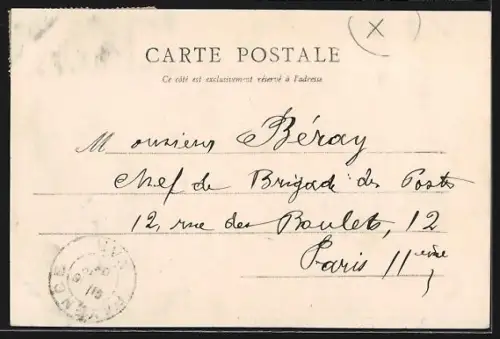 CARTE POSTALE
Ce côté est exclusivement réservé à l'adresse
Monsieur Béray
Chef de Brigade des Postes
12, rue des Boulets, 12
Paris 11eme